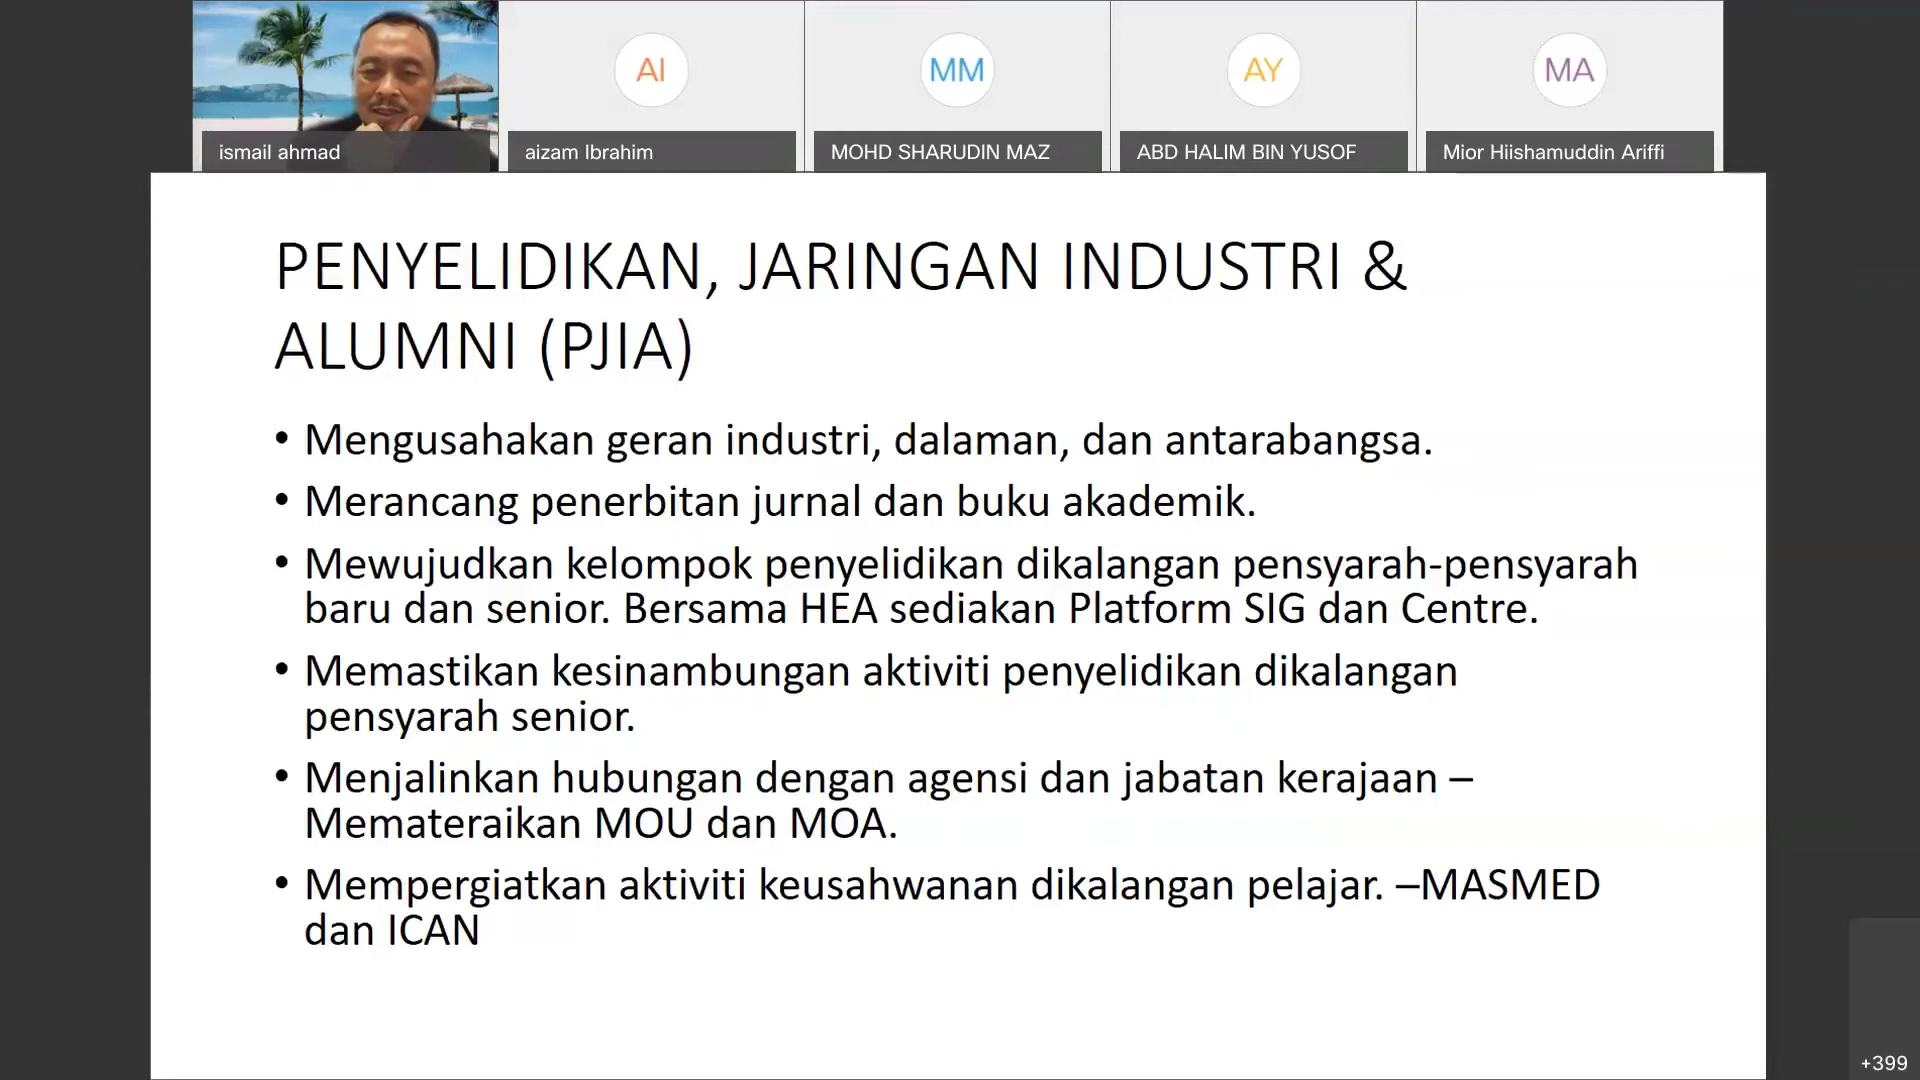 AI
MM
AY
MA
ismail ahmad
aizam Ibrahim
MOHD SHARUDIN MAZ
ABD HALIM BIN YUSOF
Mior Hiishamuddin Ariffi
PENYELIDIKAN, JARINGAN INDUSTRI &
ALUMNI (PJIA)
• Mengusahakan geran industri, dalaman, dan antarabangsa.
• Merancang penerbitan jurnal dan buku akademik.
• Mewujudkan kelompok penyelidikan dikalangan pensyarah-pensyarah
baru dan senior. Bersama HEA sediakan Platform SIG dan Centre.
• Memastikan kesinambungan aktiviti penyelidikan dikalangan
pensyarah senior.
• Menjalinkan hubungan dengan agensi dan jabatan kerajaan –
Memateraikan MOU dan MOA.
• Mempergiatkan aktiviti keusahwanan dikalangan pelajar. –MASMED
dan ICAN
+399